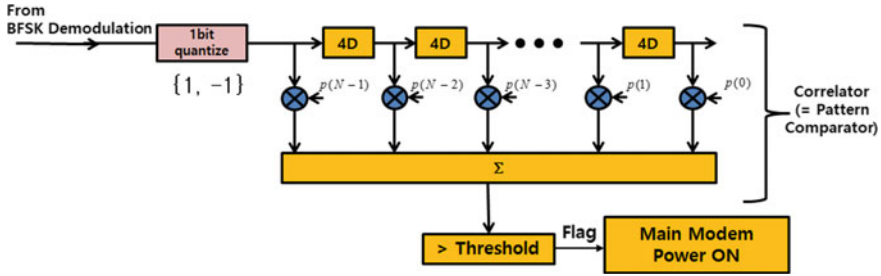 From
BFSK Demodulation
1bit
quantize
{1, -1}
4D
4D
4D
p(N−1)
p(N−2)
p(N−3)
p(1)
p(0)
Correlator
(= Pattern
Comparator)
Σ
> Threshold
Flag
Main Modem
Power ON